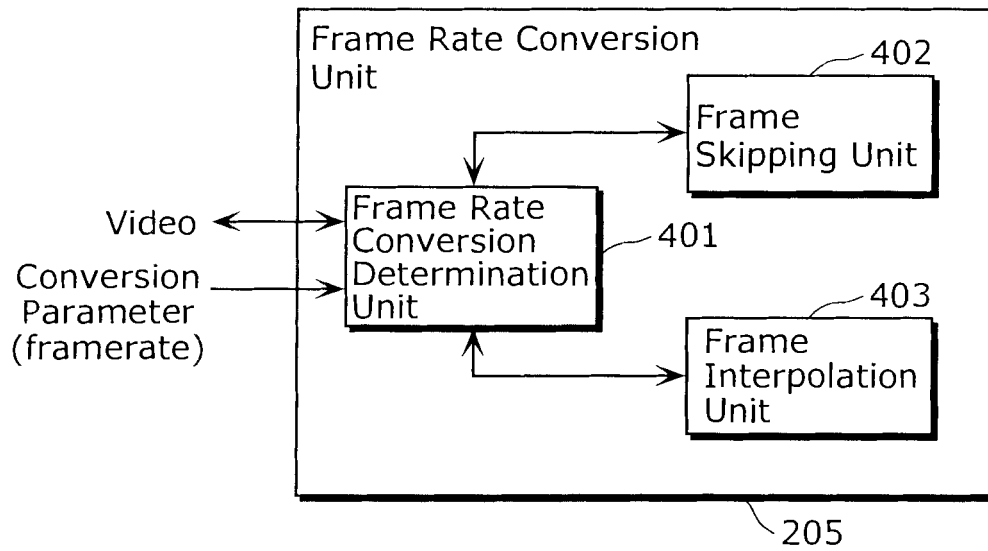 Frame Rate Conversion
Unit
402
Frame
Skipping Unit
Video
Conversion
Parameter
(framerate)
Frame Rate
Conversion
Determination
Unit
401
403
Frame
Interpolation
Unit
205